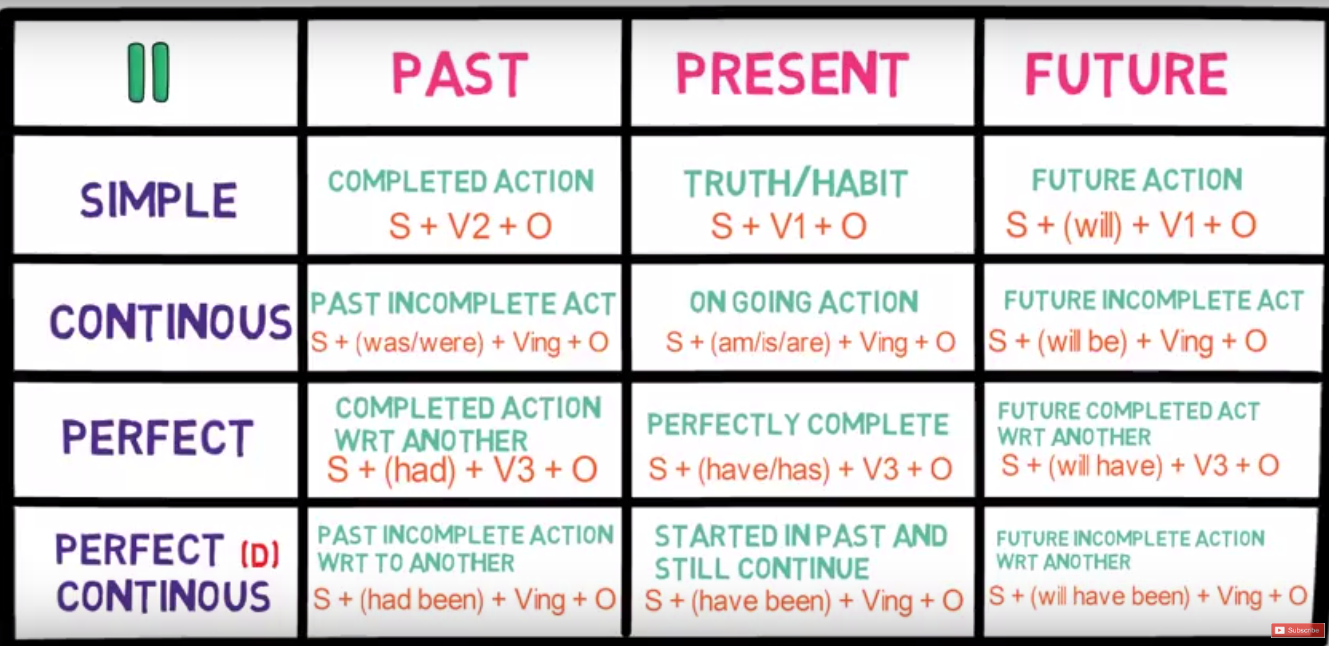 PAST
PRESENT
FUTURE
SIMPLE
COMPLETED ACTION
S + V2 + O
TRUTH/HABIT
S + V1 + O
FUTURE ACTION
S + (will) + V1 + O
CONTINOUS
PAST INCOMPLETE ACT
S + (was/were) + Ving + O
ON GOING ACTION
S + (am/is/are) + Ving + O
FUTURE INCOMPLETE ACT
S + (will be) + Ving + O
PERFECT
COMPLETED ACTION
WRT ANOTHER
S + (had) + V3 + O
PERFECTLY COMPLETE
S + (have/has) + V3 + O
FUTURE COMPLETED ACT
WRT ANOTHER
S + (will have) + V3 + O
PERFECT (D)
CONTINOUS
PAST INCOMPLETE ACTION
WRT TO ANOTHER
S + (had been) + Ving + O
STARTED IN PAST AND
STILL CONTINUE
S + (have been) + Ving + O
FUTURE INCOMPLETE ACTION
WRT ANOTHER
S + (will have been) + Ving + O
Subscribe